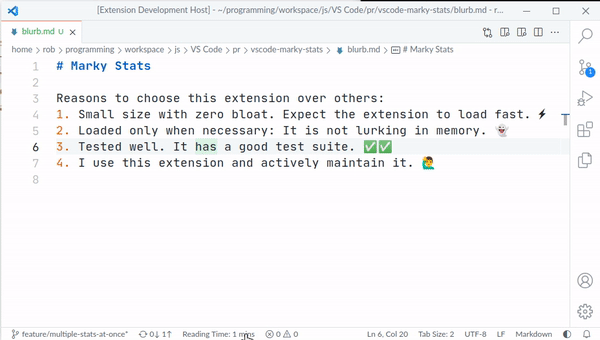 [Extension Development Host] - ~/programming/workspace/js/VS Code/pr/vscode-marky-stats/blurb.md - r...
blurb.md U
home > rob > programming > workspace > js > VS Code > pr > vscode-marky-stats > blurb.md > # Marky Stats
1 # Marky Stats
2
3 Reasons to choose this extension over others:
4 1. Small size with zero bloat. Expect the extension to load fast. ⚡
5 2. Loaded only when necessary: It is not lurking in memory. 👻
6 3. Tested well. It has a good test suite. ✅✅
7 4. I use this extension and actively maintain it. 🙋‍♂️
8
1
feature/multiple-stats-at-once* 0↓ 1↑ Reading Time: 1 mins 0 0 Ln 6, Col 20 Tab Size: 2 UTF-8 LF Markdown